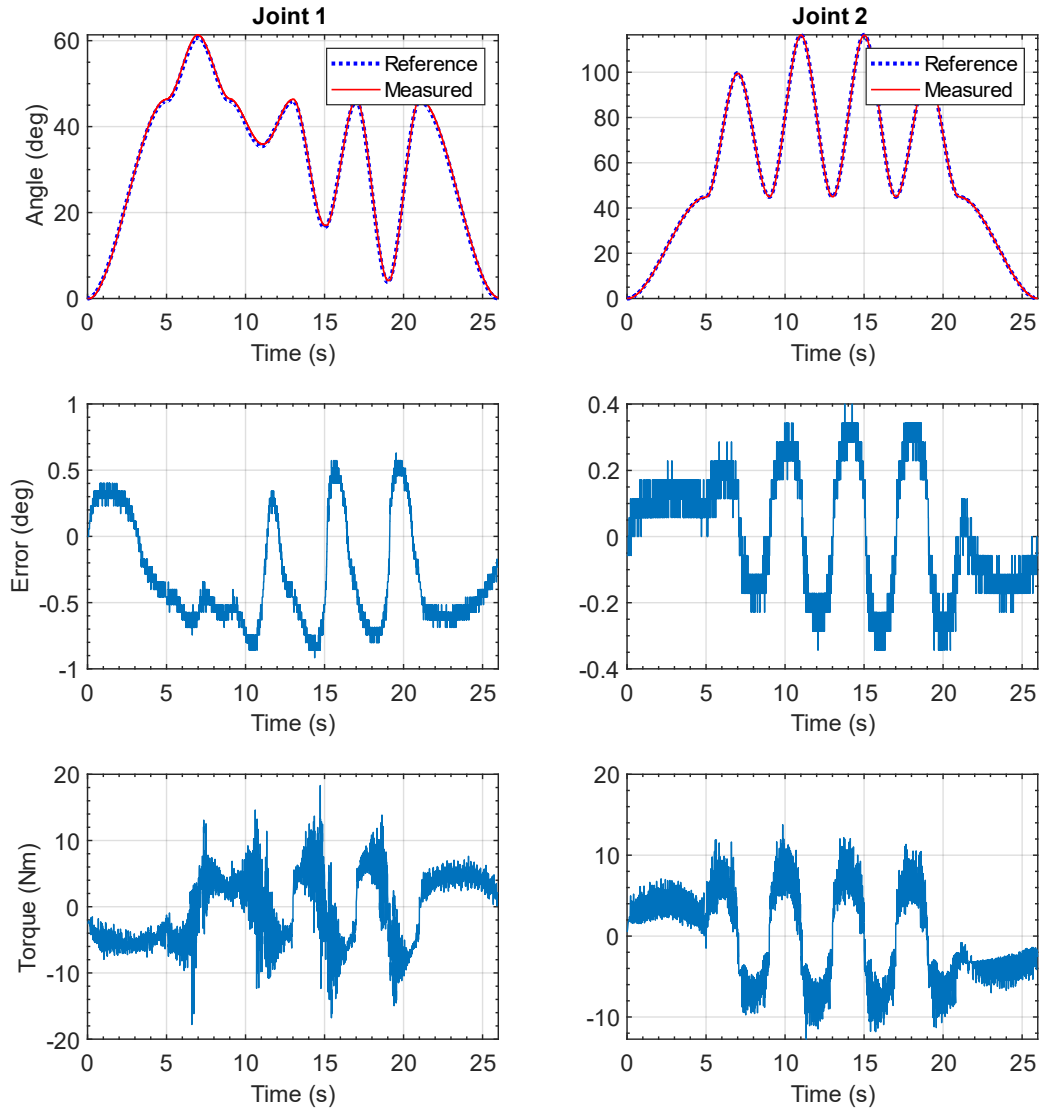 Joint 1
Joint 2
Reference
Measured
Reference
Measured
Angle (deg)
0
20
40
60
0
20
40
60
80
100
0 5 10 15 20 25
0 5 10 15 20 25
Time (s)
Time (s)
Error (deg)
1
0.5
0
-0.5
-1
0.4
0.2
0
-0.2
-0.4
0 5 10 15 20 25
0 5 10 15 20 25
Time (s)
Time (s)
Torque (Nm)
20
10
0
-10
-20
20
10
0
-10
0 5 10 15 20 25
0 5 10 15 20 25
Time (s)
Time (s)